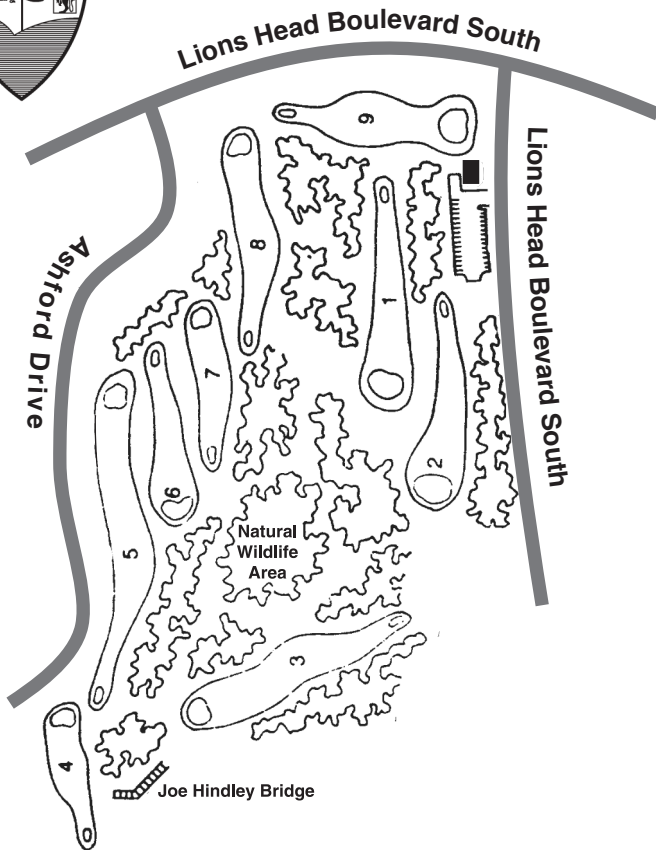 Lions Head Boulevard South
Lions Head Boulevard South
Ashford Drive
9
8
1
7
2
6
5
Natural
Wildlife
Area
3
4
Joe Hindley Bridge